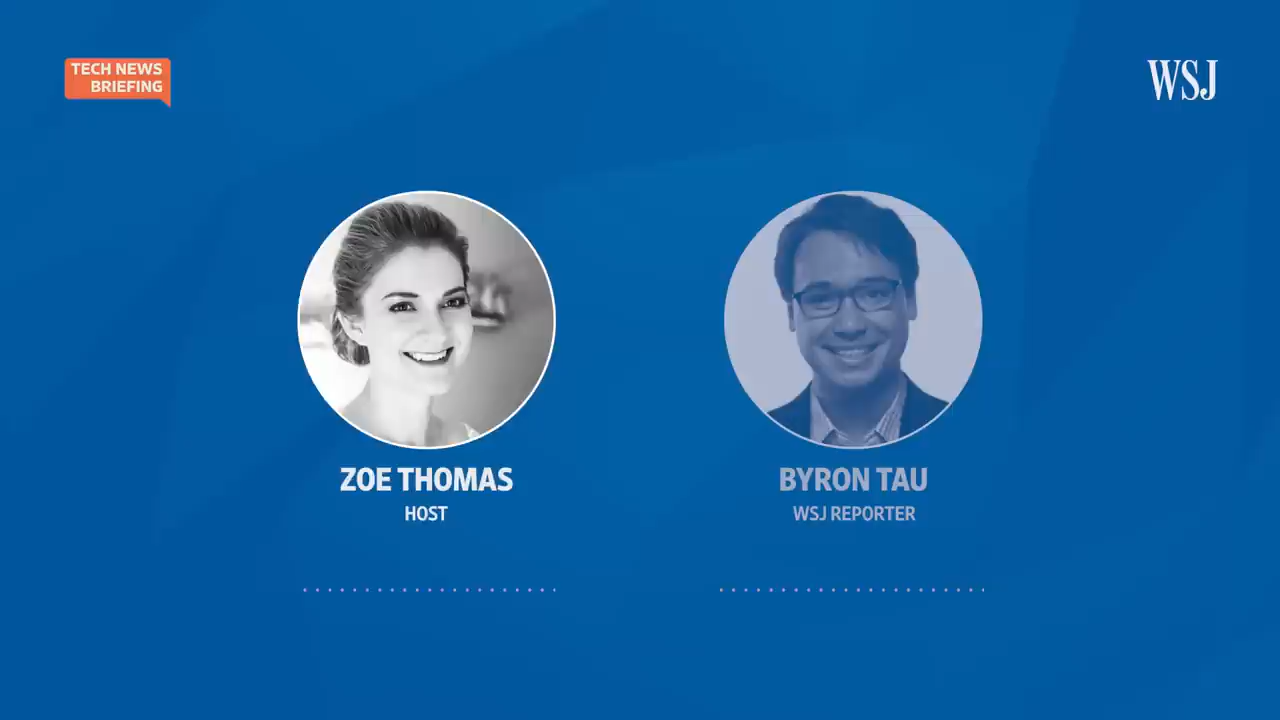 TECH NEWS
BRIEFING
WSJ
ZOE THOMAS
HOST
BYRON TAU
WSJ REPORTER